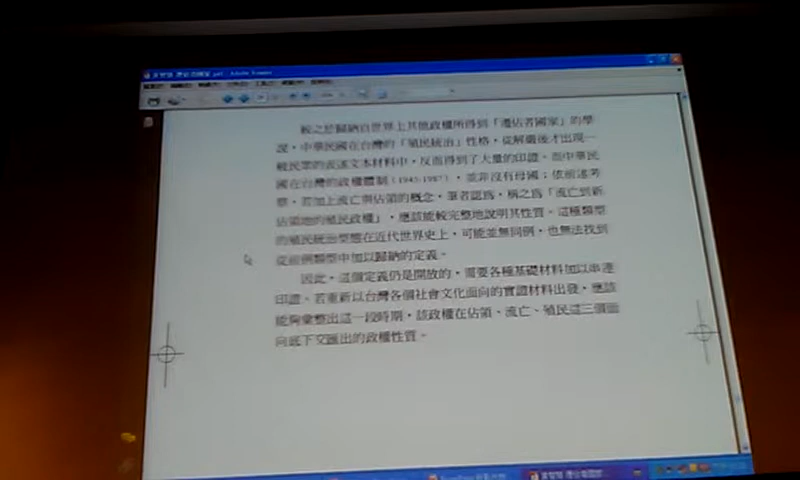 較之於歸納自世界上其他政權所得到「遷佔者國家」的學
況,中華民國在台灣的「殖民統治」性格,從解嚴後才出現一
般民眾的表述文本材料中,反而得到了大量的印證。而中華民
國在台灣的政權體制(1945-1987),並非沒有母國;依前述考
察,若加上流亡與佔領的概念,筆者認為,稱之為「流亡到新
佔領地的殖民政權」,應該能較完整地說明其性質。這種類型
的殖民統治型態在近代世界史上,可能並無同例,也無法找到
從前例類型中加以歸納的定義。
因此,這個定義仍是開放的,需要各種基礎材料加以串連
印證。若重新以台灣各個社會文化面向的實證材料出發,應該
能夠彙整出這一段時期,該政權在佔領、流亡、殖民這三個面
向底下交匯出的政權性質。